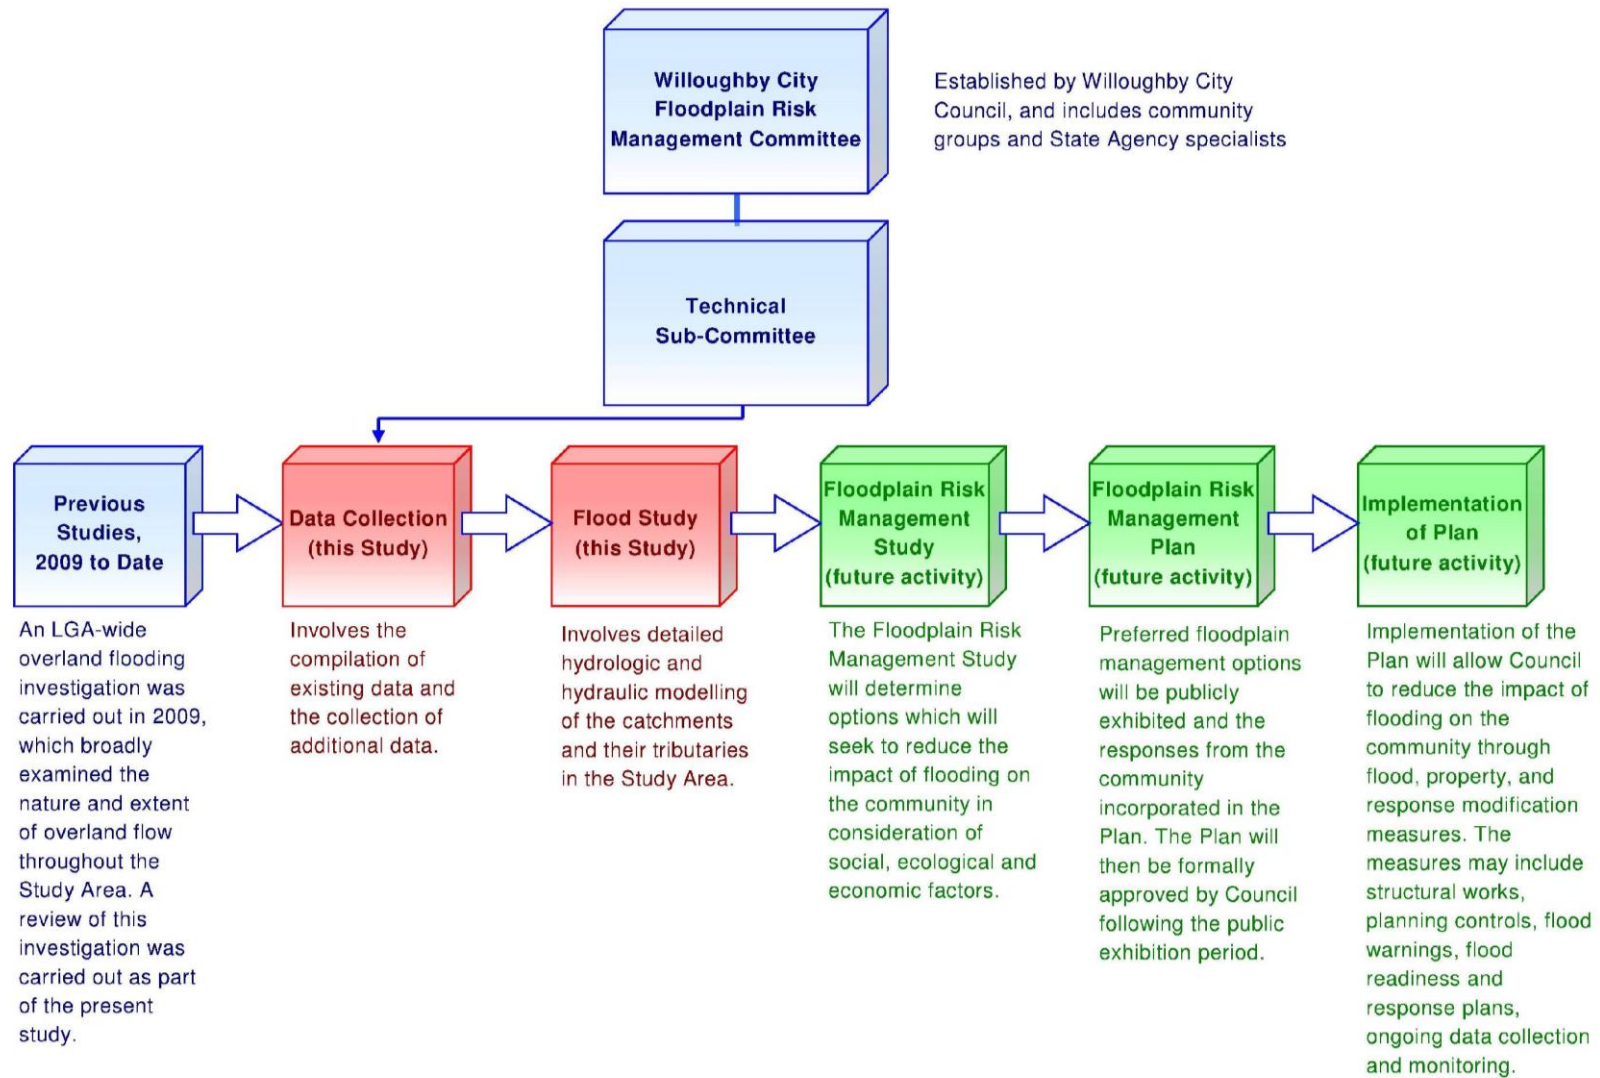 Willoughby City
Floodplain Risk
Management Committee
Established by Willoughby City
Council, and includes community
groups and State Agency specialists
Technical
Sub-Committee
Previous
Studies,
2009 to Date
An LGA-wide
overland flooding
investigation was
carried out in 2009,
which broadly
examined the
nature and extent
of overland flow
throughout the
Study Area. A
review of this
investigation was
carried out as part
of the present
study.
Data Collection
(this Study)
Involves the
compilation of
existing data and
the collection of
additional data.
Flood Study
(this Study)
Involves detailed
hydrologic and
hydraulic modelling
of the catchments
and their tributaries
in the Study Area.
Floodplain Risk
Management
Study
(future activity)
The Floodplain Risk
Management Study
will determine
options which will
seek to reduce the
impact of flooding on
the community in
consideration of
social, ecological and
economic factors.
Floodplain Risk
Management
Plan
(future activity)
Preferred floodplain
management options
will be publicly
exhibited and the
responses from the
community
incorporated in the
Plan. The Plan will
then be formally
approved by Council
following the public
exhibition period.
Implementation
of Plan
(future activity)
Implementation of the
Plan will allow Council
to reduce the impact of
flooding on the
community through
flood, property, and
response modification
measures. The
measures may include
structural works,
planning controls, flood
warnings, flood
readiness and
response plans,
ongoing data collection
and monitoring.